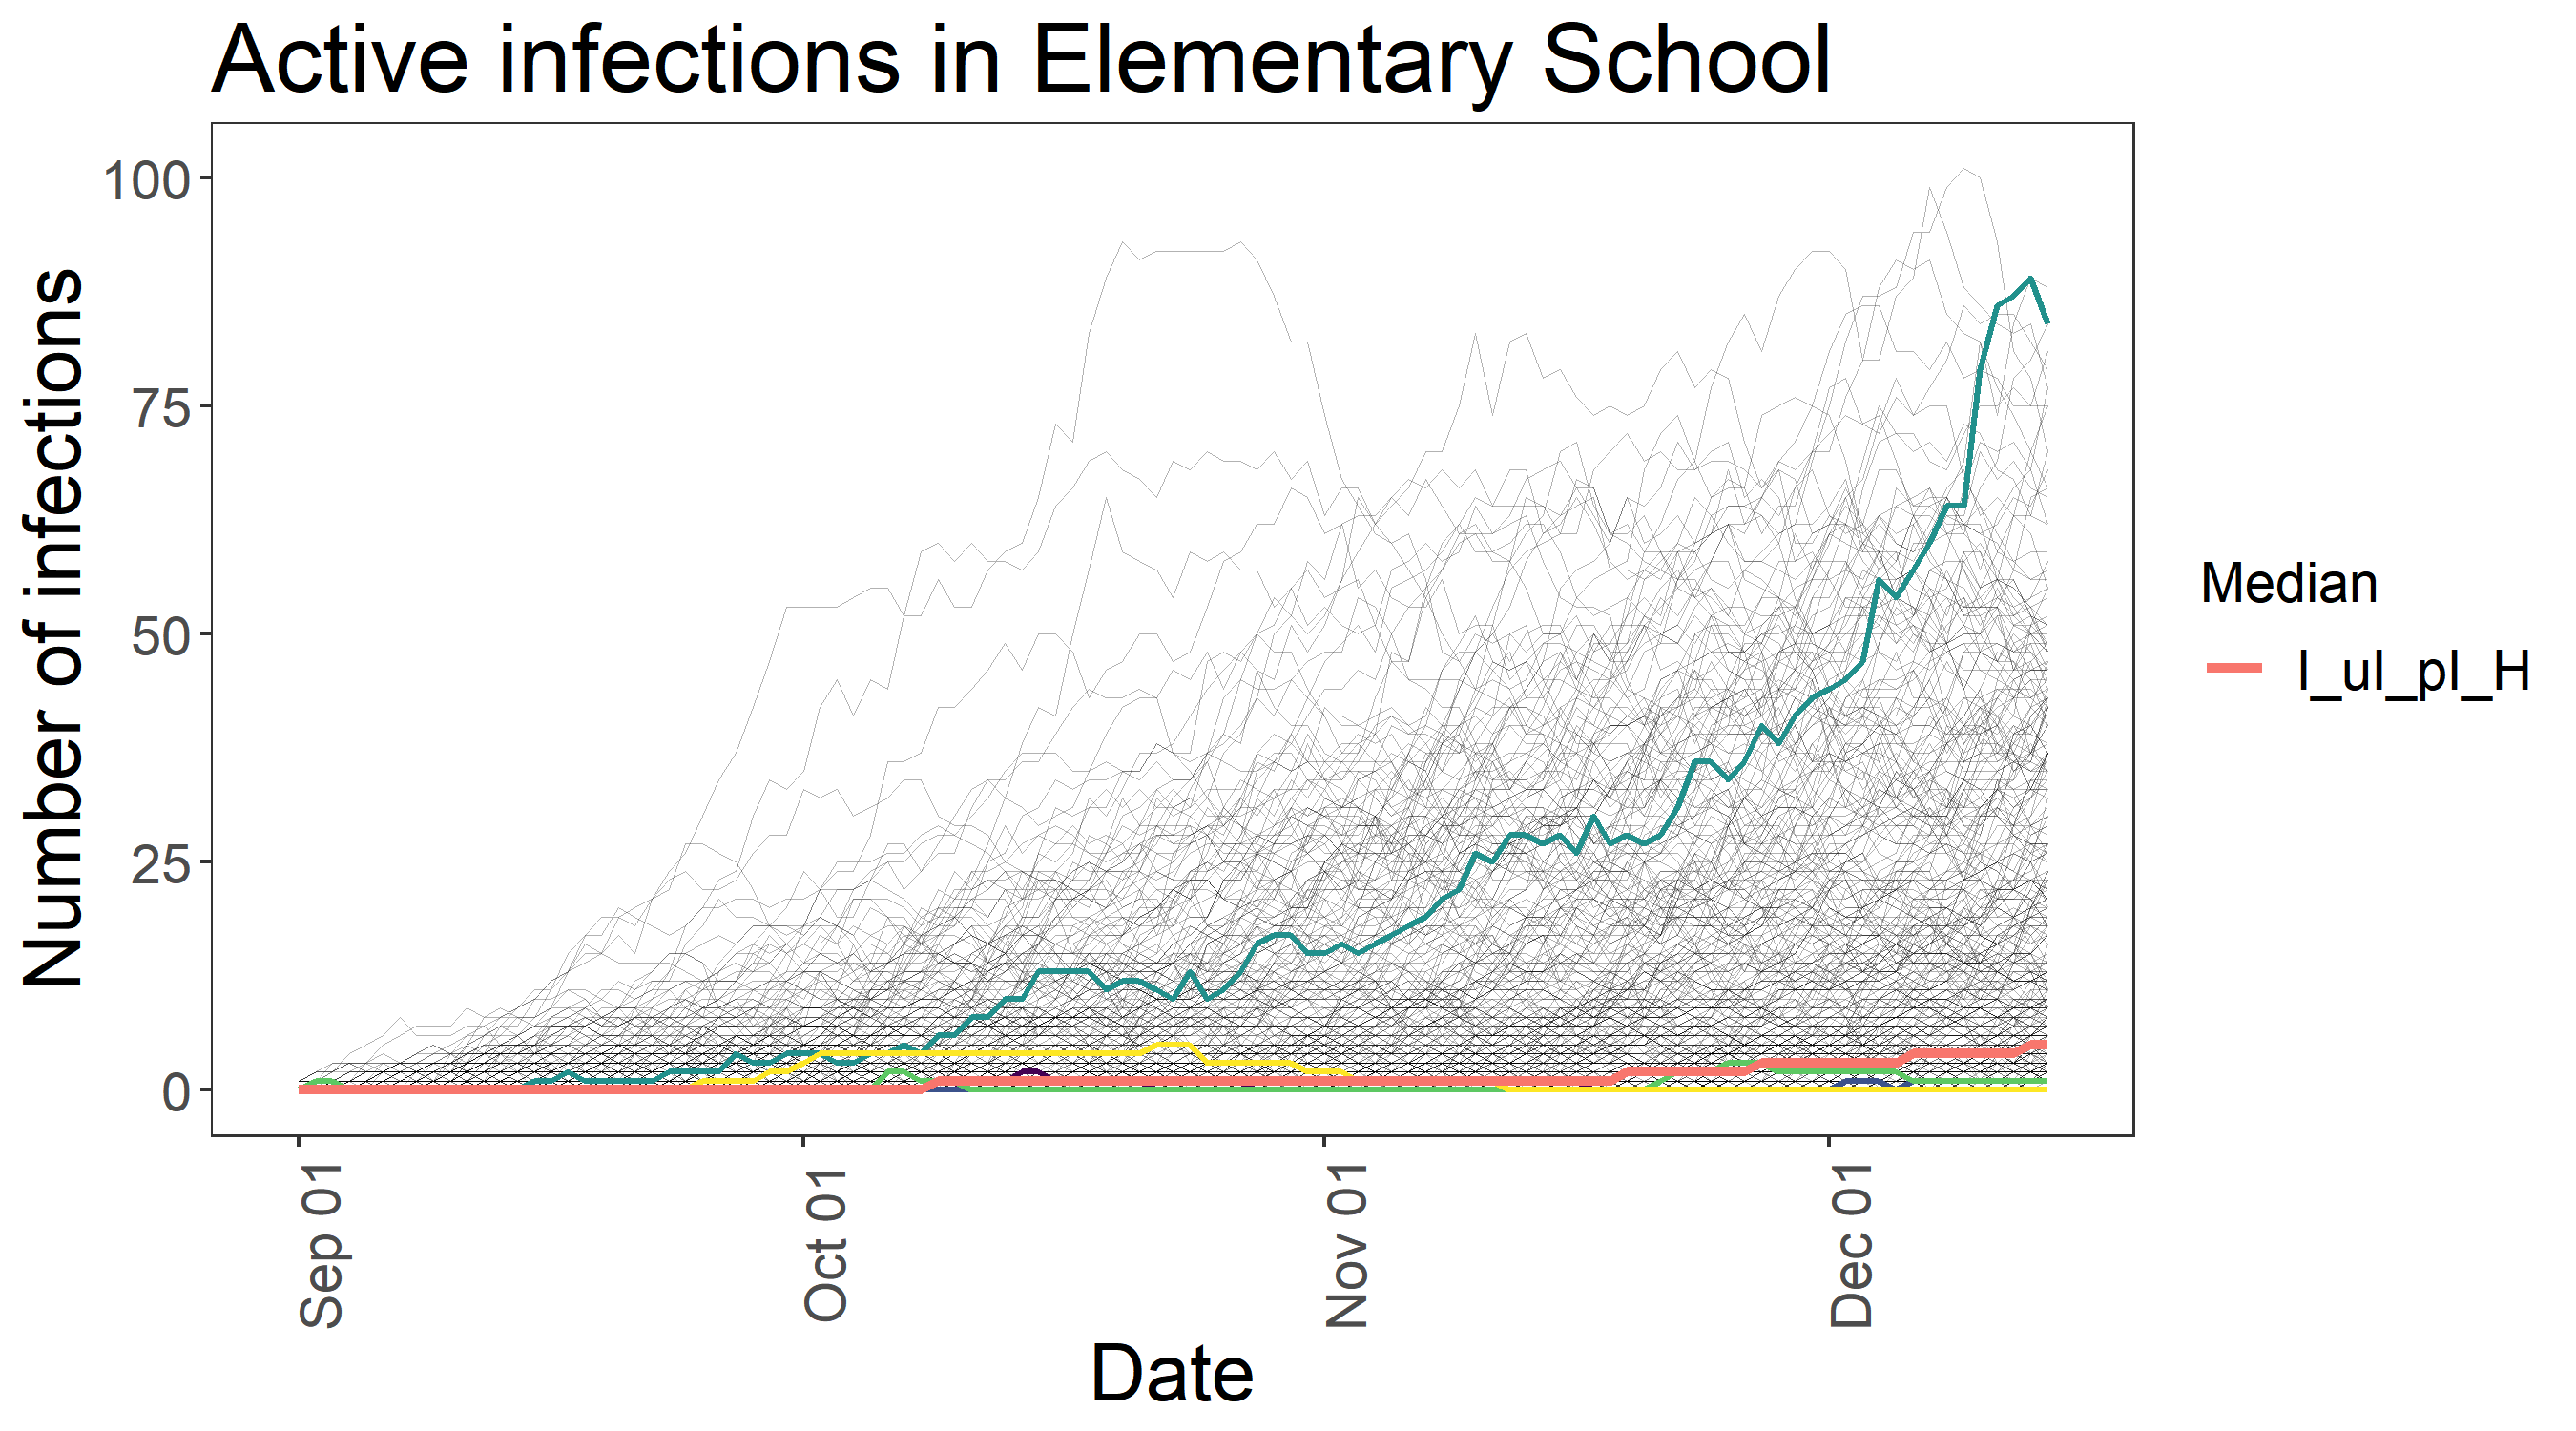 Active infections in Elementary School
Number of infections
100
75
50
25
0
Sep 01
Oct 01
Nov 01
Dec 01
Date
Median
I_uI_pI_H